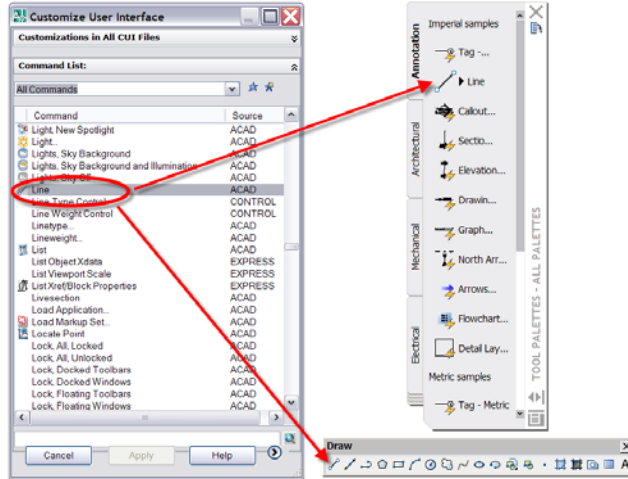 Customize User Interface
Customizations in All CUI Files
Command List:
All Commands
Command Source
Light, New Spotlight ACAD
Light... ACAD
Lights, Sky Background ACAD
Lights, Sky Background and Illumination ACAD
Lights, Sky Off ACAD
Line ACAD
Line Type Control CONTROL
Line Weight Control CONTROL
Linetype... ACAD
Lineweight... ACAD
List ACAD
List Object Xdata EXPRESS
List Viewport Scale EXPRESS
List Xref/Block Properties EXPRESS
Livesection ACAD
Load Application... ACAD
Load Markup Set... ACAD
Locate Point ACAD
Lock, All, Locked ACAD
Lock, All, Unlocked ACAD
Lock, Docked Toolbars ACAD
Lock, Docked Windows ACAD
Lock, Floating Toolbars ACAD
Lock, Floating Windows ACAD
Cancel Apply Help
Annotation
Architectural
Mechanical
Electrical
Imperial samples
Tag -...
Line
Callout...
Sectio...
Elevation...
Drawin...
Graph...
North Arr...
Arrows...
Flowchart...
Detail Lay...
Metric samples
Tag - Metric
TOOL PALETTES - ALL PALETTES
Draw
A